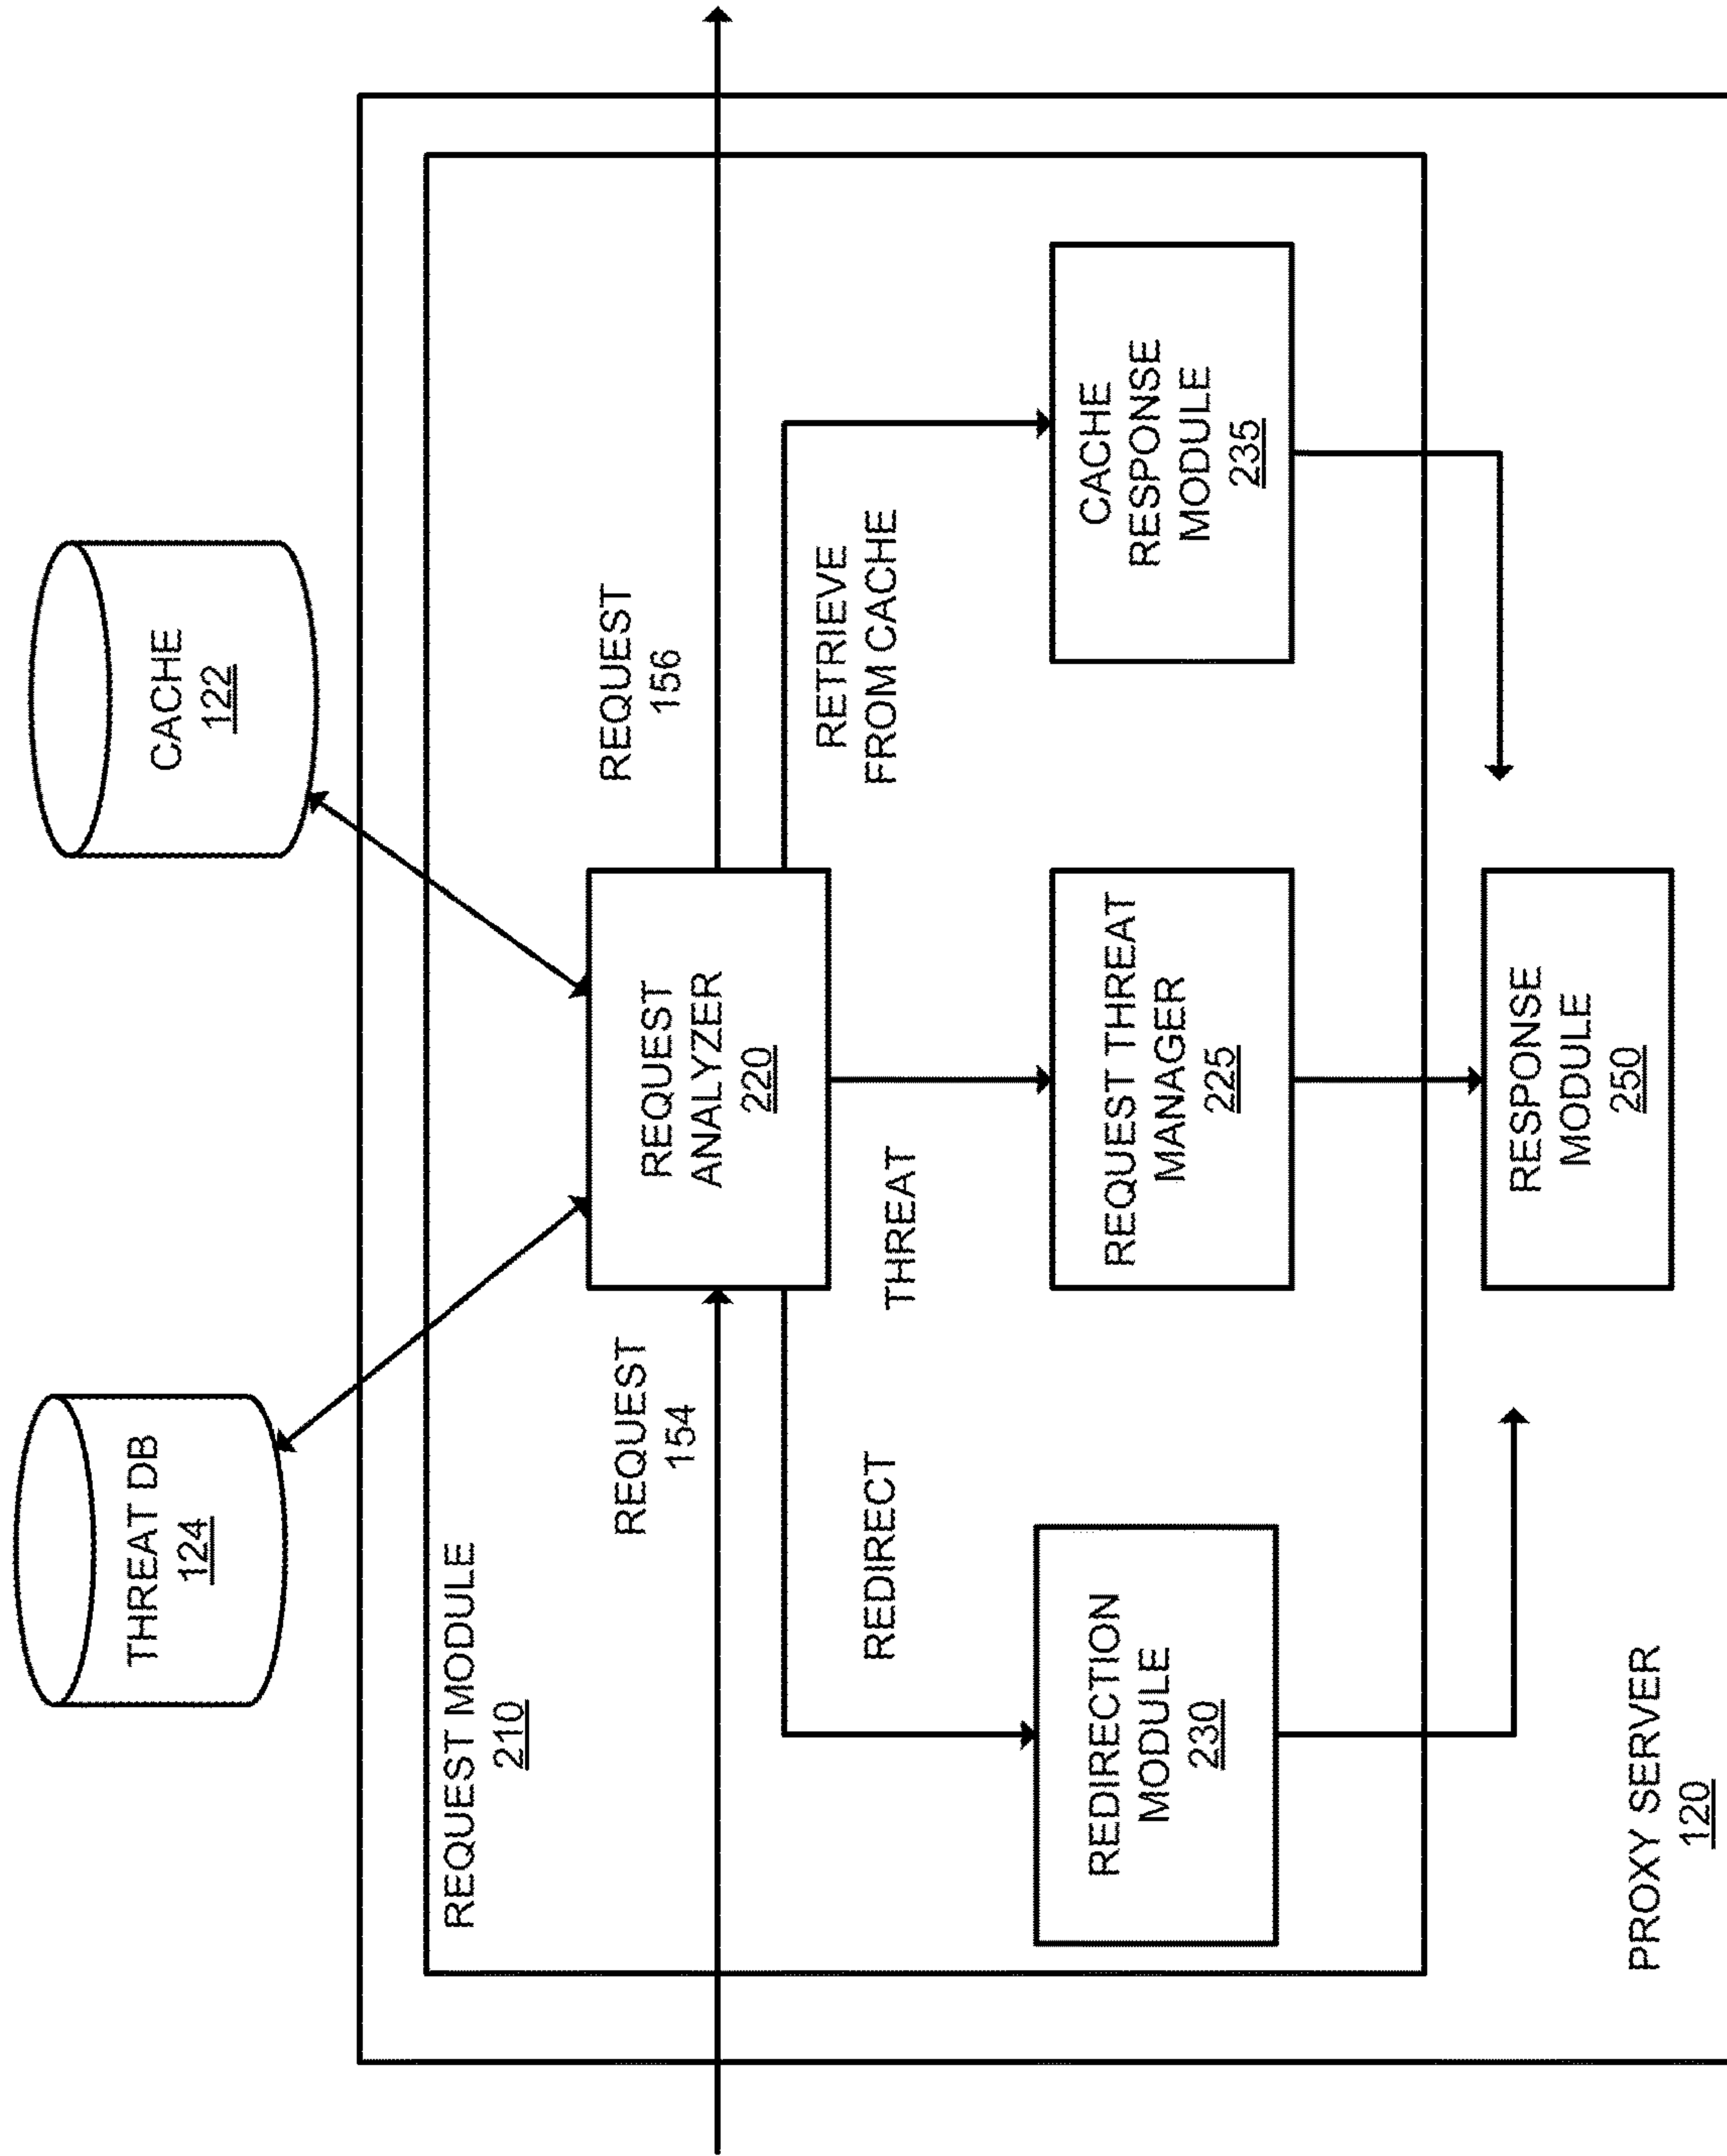 THREAT DB
124
CACHE
122
REQUEST MODULE
210
REQUEST
154
REQUEST
ANALYZER
220
REQUEST
156
REDIRECT
THREAT
RETRIEVE
FROM CACHE
REDIRECTION
MODULE
230
REQUEST THREAT
MANAGER
225
CACHE
RESPONSE
MODULE
235
RESPONSE
MODULE
250
PROXY SERVER
120